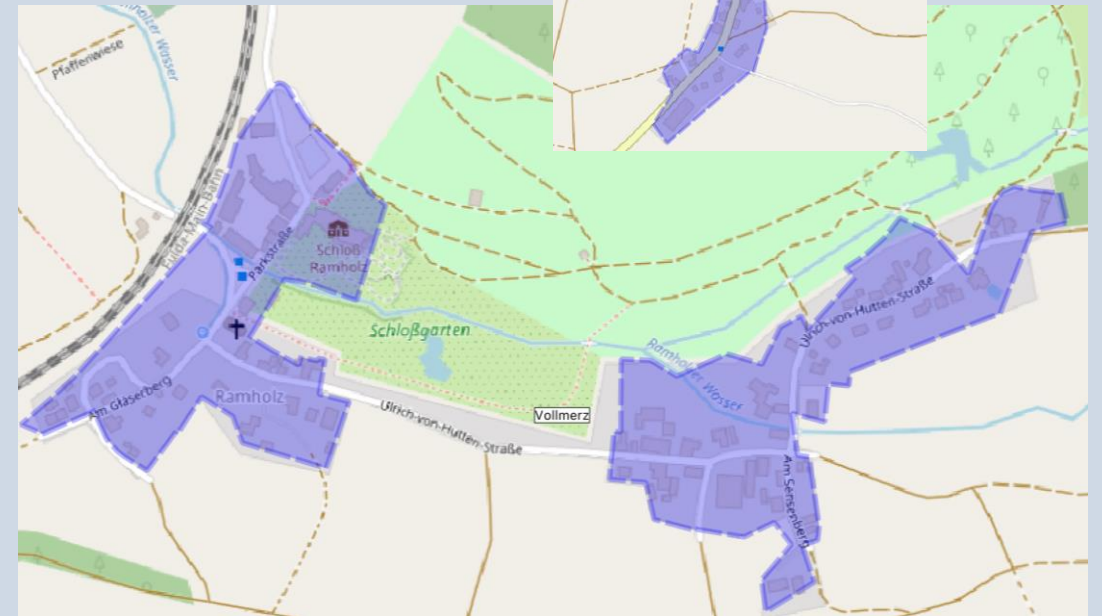 Pfaffenwiese
Fulda-Main-Bahn
Parkstraße
Schloß
Ramholz
Schloßgarten
Am Gläserberg
Ramholz
Ulrich-von-Hutten-Straße
Vollmerz
Ramholzer Wasser
Ulrich-von-Hutten-Straße
Am Sensenberg